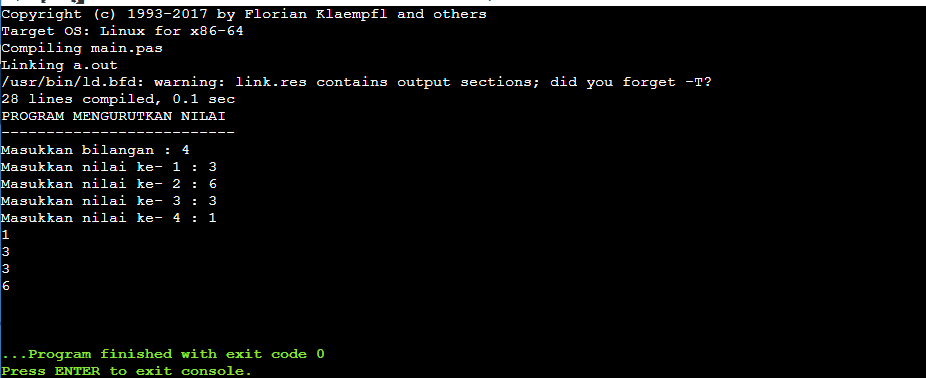 Copyright (c) 1993-2017 by Florian Klaempfl and others
Target OS: Linux for x86-64
Compiling main.pas
Linking a.out
/usr/bin/ld.bfd: warning: link.res contains output sections; did you forget -T?
28 lines compiled, 0.1 sec
PROGRAM MENGURUTKAN NILAI
--------------------------
Masukkan bilangan : 4
Masukkan nilai ke- 1 : 3
Masukkan nilai ke- 2 : 6
Masukkan nilai ke- 3 : 3
Masukkan nilai ke- 4 : 1
1
3
3
6
...Program finished with exit code 0
Press ENTER to exit console.